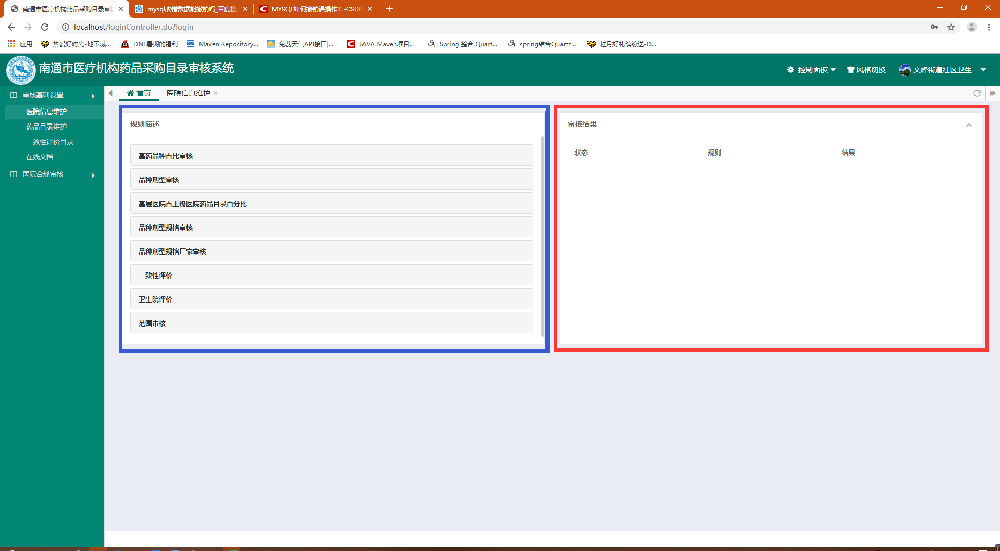 南通市医疗机构药品采购目录审核
mysql改错数据能撤销吗_百度搜
MYSQL如何撤销误操作？-CSDN
localhost/loginController.do?login
应用
热爱好时光-地下城...
DNF暑期的福利
Maven Repository...
免费天气API接口|...
JAVA Maven项目...
Spring 整合 Quart...
spring结合Quartz...
桂月好礼缤纷送-D...
南通市医疗机构药品采购目录审核系统
控制面板
风格切换
文峰街道社区卫生...
审核基础设置
医院信息维护
药品目录维护
一致性评价目录
在线文档
医院合规审核
首页
医院信息维护
规则描述
基药品种占比审核
品种剂型审核
基层医院占上级医院药品目录百分比
品种剂型规格审核
品种剂型规格厂家审核
一致性评价
卫生院评价
范围审核
审核结果
状态
规则
结果